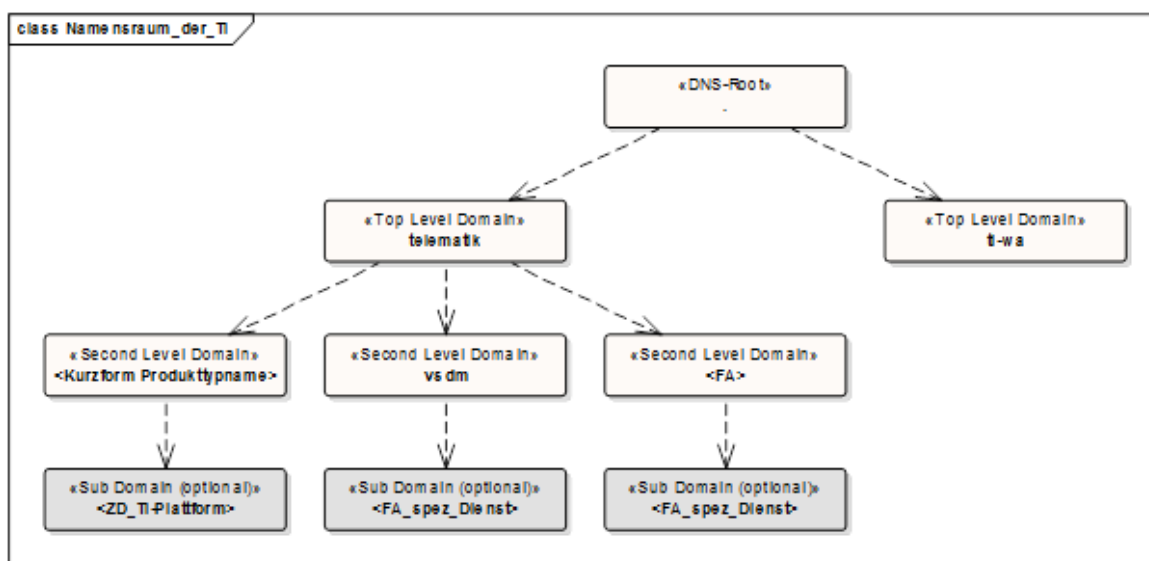 class Namensraum_der_TI
«DNS-Root»
.
«Top Level Domain»
telematik
«Top Level Domain»
ti-wa
«Second Level Domain»
<Kurzform Produkttypname>
«Second Level Domain»
vsdm
«Second Level Domain»
<FA>
«Sub Domain (optional)»
<ZD_TI-Plattform>
«Sub Domain (optional)»
<FA_spez_Dienst>
«Sub Domain (optional)»
<FA_spez_Dienst>